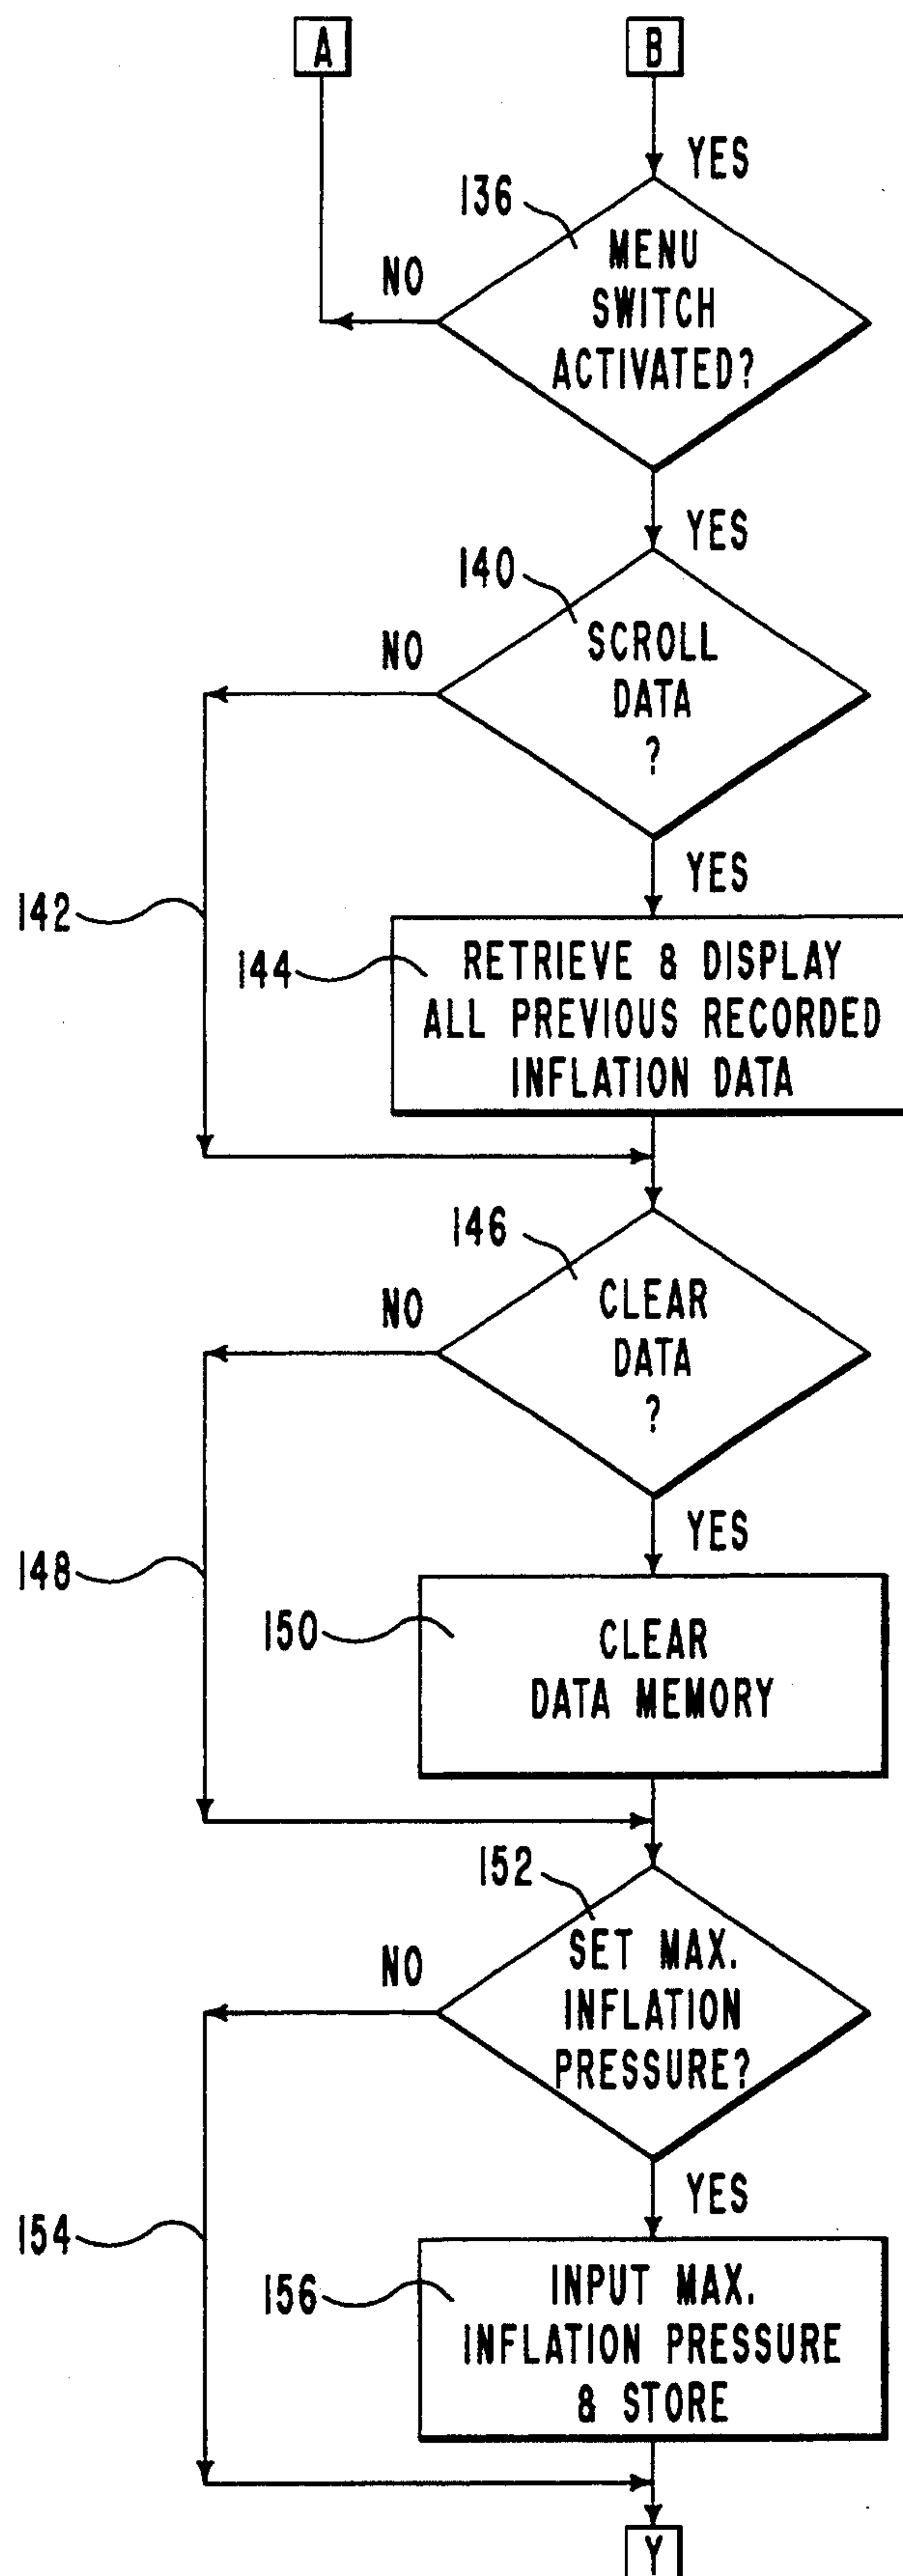 A
B
YES
136
MENU
SWITCH
ACTIVATED?
NO
YES
140
SCROLL
DATA
?
NO
YES
142
144
RETRIEVE & DISPLAY
ALL PREVIOUS RECORDED
INFLATION DATA
146
CLEAR
DATA
?
NO
YES
148
150
CLEAR
DATA MEMORY
152
SET MAX.
INFLATION
PRESSURE?
NO
YES
154
156
INPUT MAX.
INFLATION PRESSURE
& STORE
Y